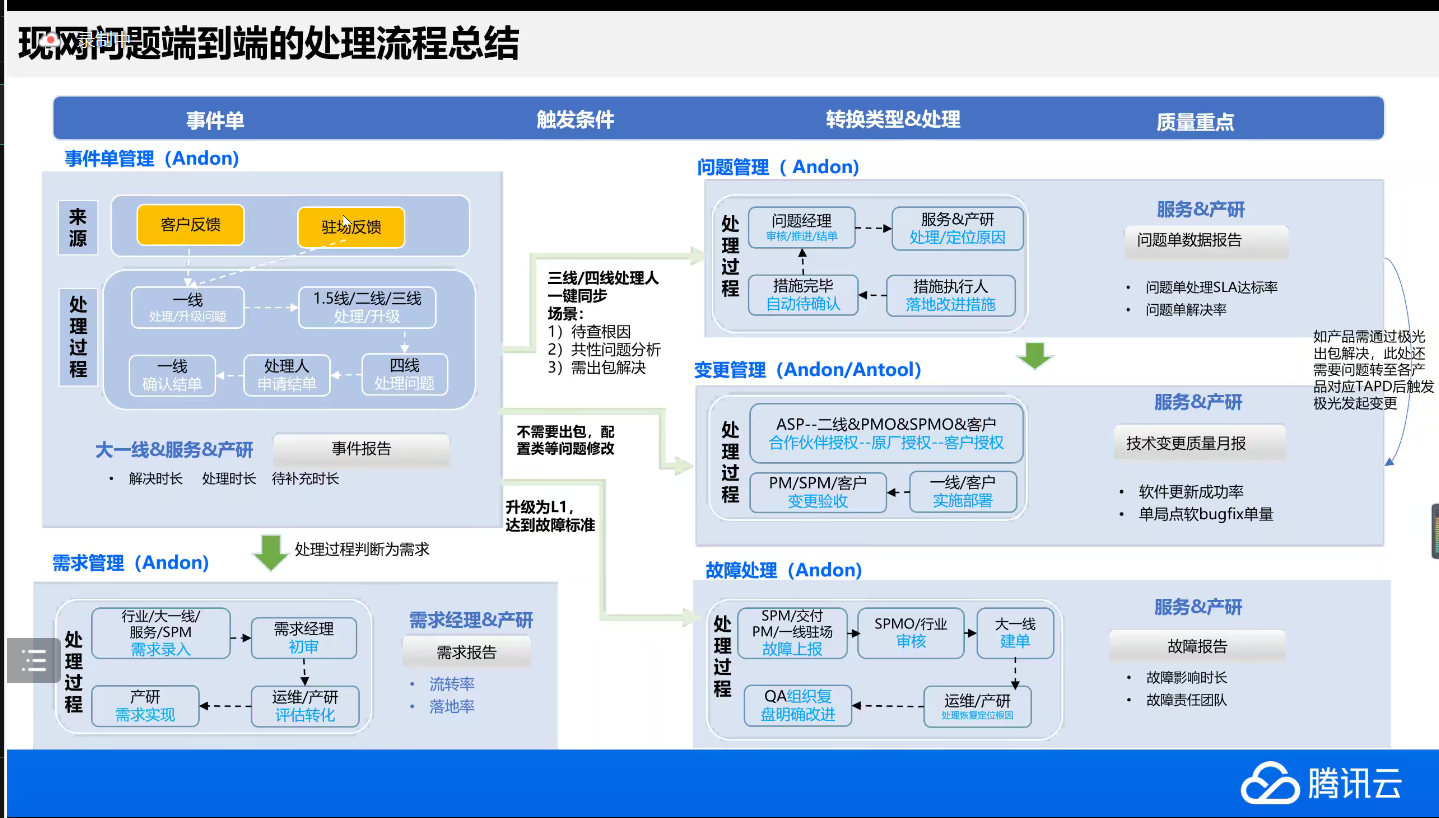 现网问题端到端的处理流程总结
录制中
事件单
触发条件
转换类型&处理
质量重点
事件单管理（Andon）
来源
客户反馈
驻场反馈
处理过程
一线
处理/升级问题
1.5线/二线/三线
处理/升级
四线
处理问题
处理人
申请结单
一线
确认结单
大一线&服务&产研
事件报告
• 解决时长 处理时长 待补充时长
三线/四线处理人
一键同步
场景：
1）待查根因
2）共性问题分析
3）需出包解决
不需要出包，配
置类等问题修改
升级为L1，
达到故障标准
处理过程判断为需求
问题管理（ Andon）
处理过程
问题经理
审核/推进/结单
服务&产研
处理/定位原因
措施完毕
自动待确认
措施执行人
落地改进措施
服务&产研
问题单数据报告
• 问题单处理SLA达标率
• 问题单解决率
如产品需通过极光
出包解决，此处还
需要问题转至各产
品对应TAPD后触发
极光发起变更
变更管理（Andon/Antool）
处理过程
ASP--二线&PMO&SPMO&客户
合作伙伴授权--原厂授权--客户授权
PM/SPM/客户
变更验收
一线/客户
实施部署
服务&产研
技术变更质量月报
• 软件更新成功率
• 单局点软bugfix单量
需求管理（Andon）
处理过程
行业/大一线/
服务/SPM
需求录入
需求经理
初审
运维/产研
评估转化
产研
需求实现
需求经理&产研
需求报告
• 流转率
• 落地率
故障处理（Andon）
处理过程
SPM/交付
PM/一线驻场
故障上报
SPMO/行业
审核
大一线
建单
运维/产研
处理恢复定位根因
QA组织复
盘明确改进
服务&产研
故障报告
• 故障影响时长
• 故障责任团队
腾讯云